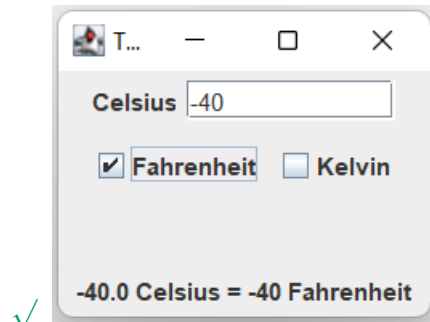 T...
Celsius -40
Fahrenheit Kelvin
-40.0 Celsius = -40 Fahrenheit